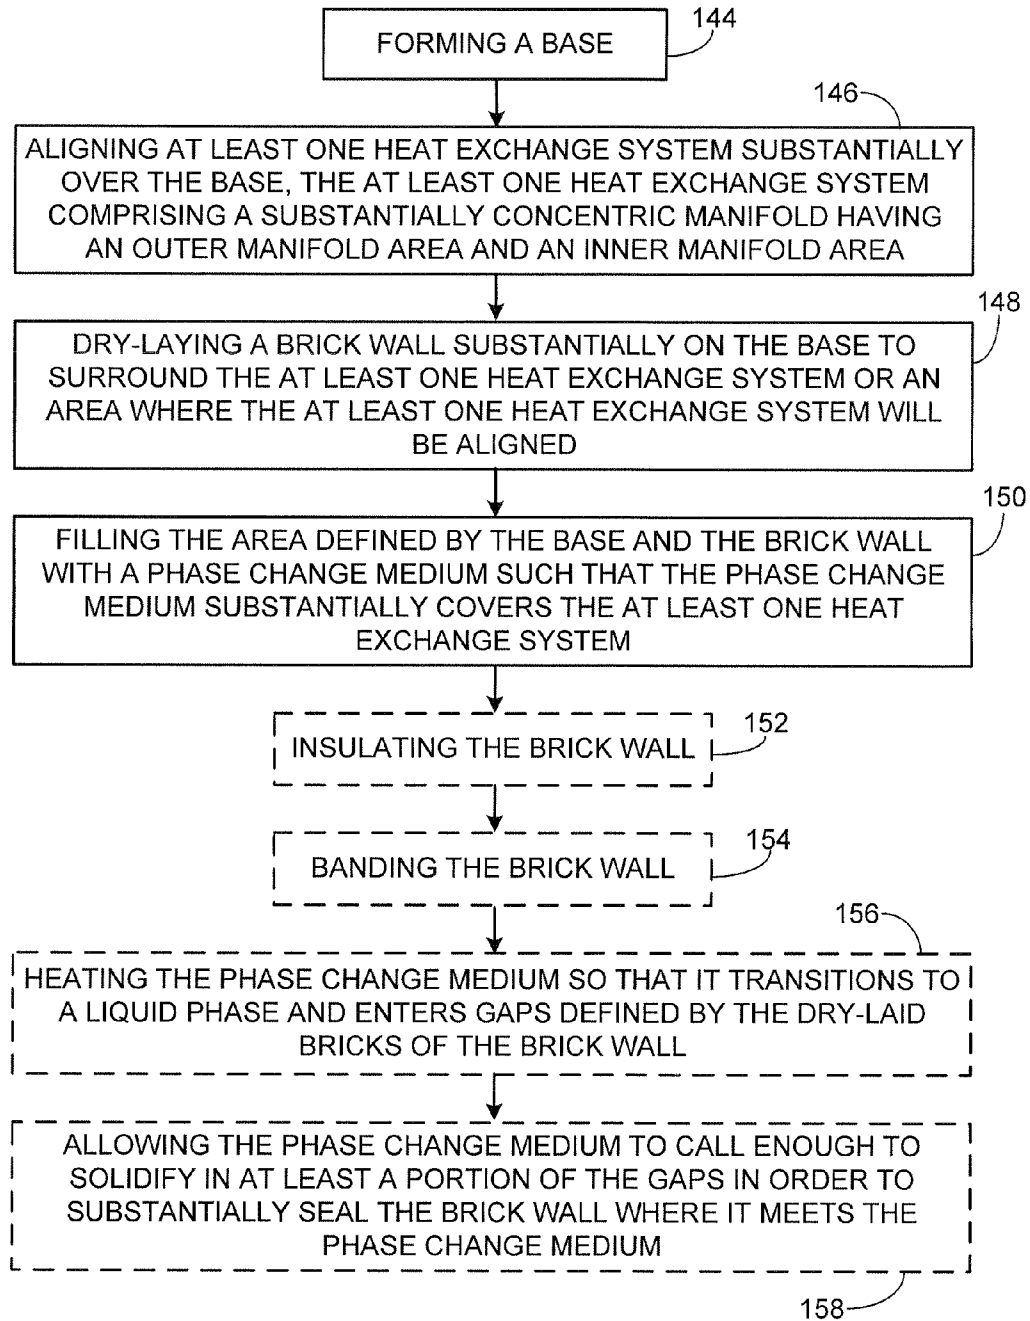 FORMING A BASE
144
146
ALIGNING AT LEAST ONE HEAT EXCHANGE SYSTEM SUBSTANTIALLY
OVER THE BASE, THE AT LEAST ONE HEAT EXCHANGE SYSTEM
COMPRISING A SUBSTANTIALLY CONCENTRIC MANIFOLD HAVING
AN OUTER MANIFOLD AREA AND AN INNER MANIFOLD AREA
148
DRY-LAYING A BRICK WALL SUBSTANTIALLY ON THE BASE TO
SURROUND THE AT LEAST ONE HEAT EXCHANGE SYSTEM OR AN
AREA WHERE THE AT LEAST ONE HEAT EXCHANGE SYSTEM WILL
BE ALIGNED
150
FILLING THE AREA DEFINED BY THE BASE AND THE BRICK WALL
WITH A PHASE CHANGE MEDIUM SUCH THAT THE PHASE CHANGE
MEDIUM SUBSTANTIALLY COVERS THE AT LEAST ONE HEAT
EXCHANGE SYSTEM
152
INSULATING THE BRICK WALL
154
BANDING THE BRICK WALL
156
HEATING THE PHASE CHANGE MEDIUM SO THAT IT TRANSITIONS TO
A LIQUID PHASE AND ENTERS GAPS DEFINED BY THE DRY-LAID
BRICKS OF THE BRICK WALL
ALLOWING THE PHASE CHANGE MEDIUM TO CALL ENOUGH TO
SOLIDIFY IN AT LEAST A PORTION OF THE GAPS IN ORDER TO
SUBSTANTIALLY SEAL THE BRICK WALL WHERE IT MEETS THE
PHASE CHANGE MEDIUM
158